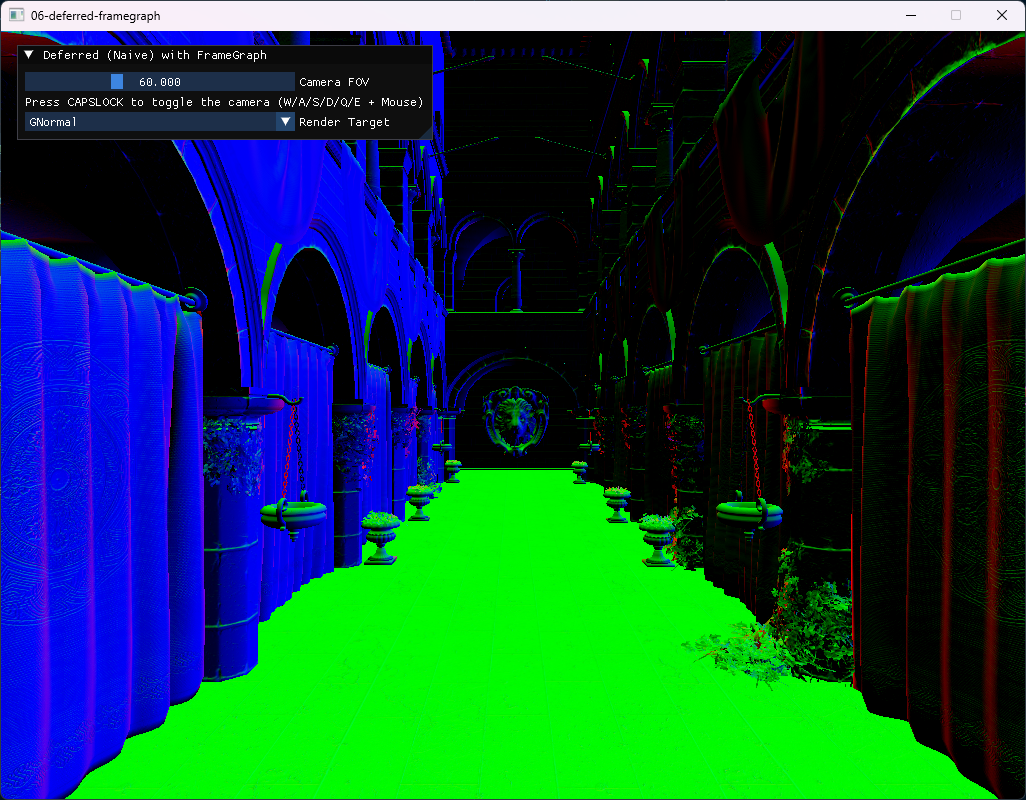 06-deferred-framegraph
Deferred (Naive) with FrameGraph
60.000 Camera FOV
Press CAPSLOCK to toggle the camera (W/A/S/D/Q/E + Mouse)
GNormal Render Target